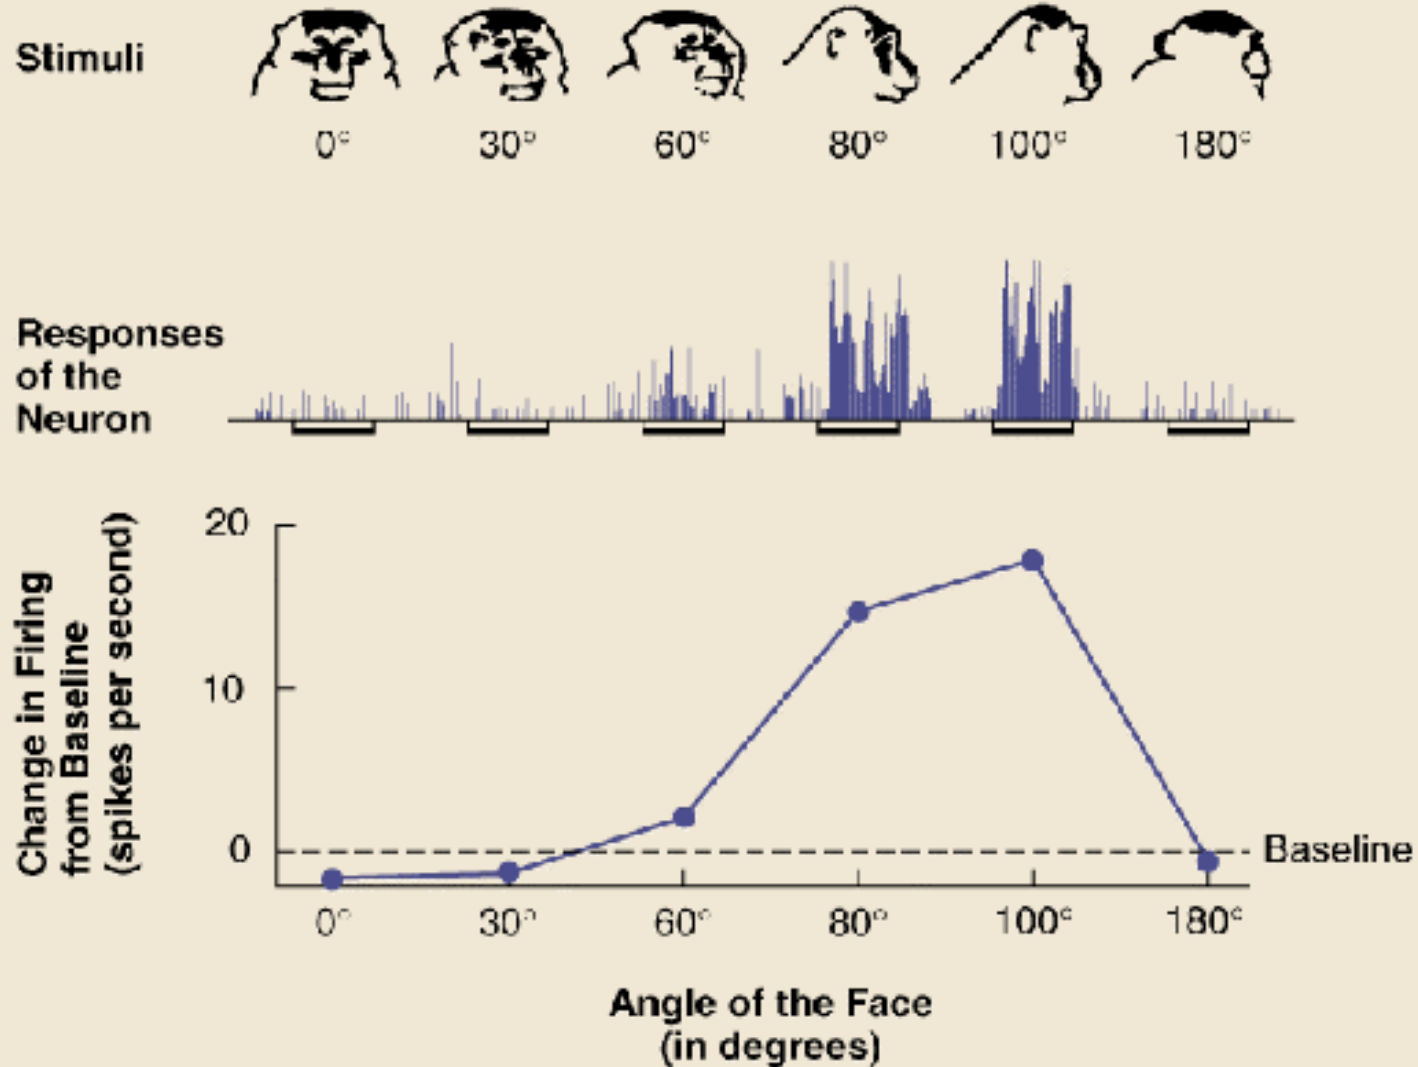 Stimuli
0° 30° 60° 80° 100° 180°
Responses
of the
Neuron
Change in Firing
from Baseline
(spikes per second)
20
10
0
Baseline
0° 30° 60° 80° 100° 180°
Angle of the Face
(in degrees)